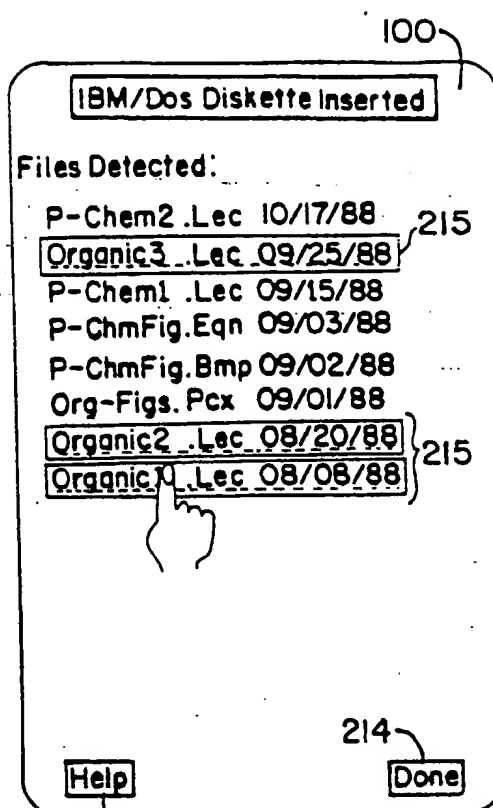 100
IBM/Dos Diskette Inserted
Files Detected:
P-Chem2 .Lec 10/17/88
215
Organic3 .Lec 09/25/88
P-Chem1 .Lec 09/15/88
P-ChmFig.Eqn 09/03/88
P-ChmFig.Bmp 09/02/88
Org-Figs.Pcx 09/01/88
Organic2 .Lec 08/20/88
215
.Lec 08/08/88
214
Help
Done